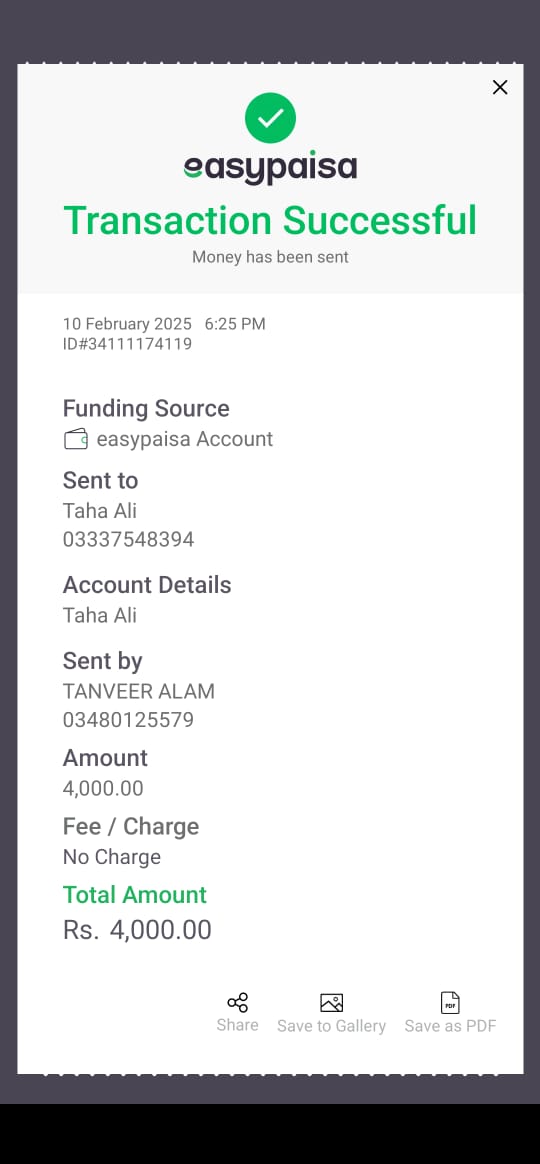 easypaisa
Transaction Successful
Money has been sent
10 February 2025 6:25 PM
ID#34111174119
Funding Source
easypaisa Account
Sent to
Taha Ali
03337548394
Account Details
Taha Ali
Sent by
TANVEER ALAM
03480125579
Amount
4,000.00
Fee / Charge
No Charge
Total Amount
Rs. 4,000.00
PDF
Share Save to Gallery Save as PDF